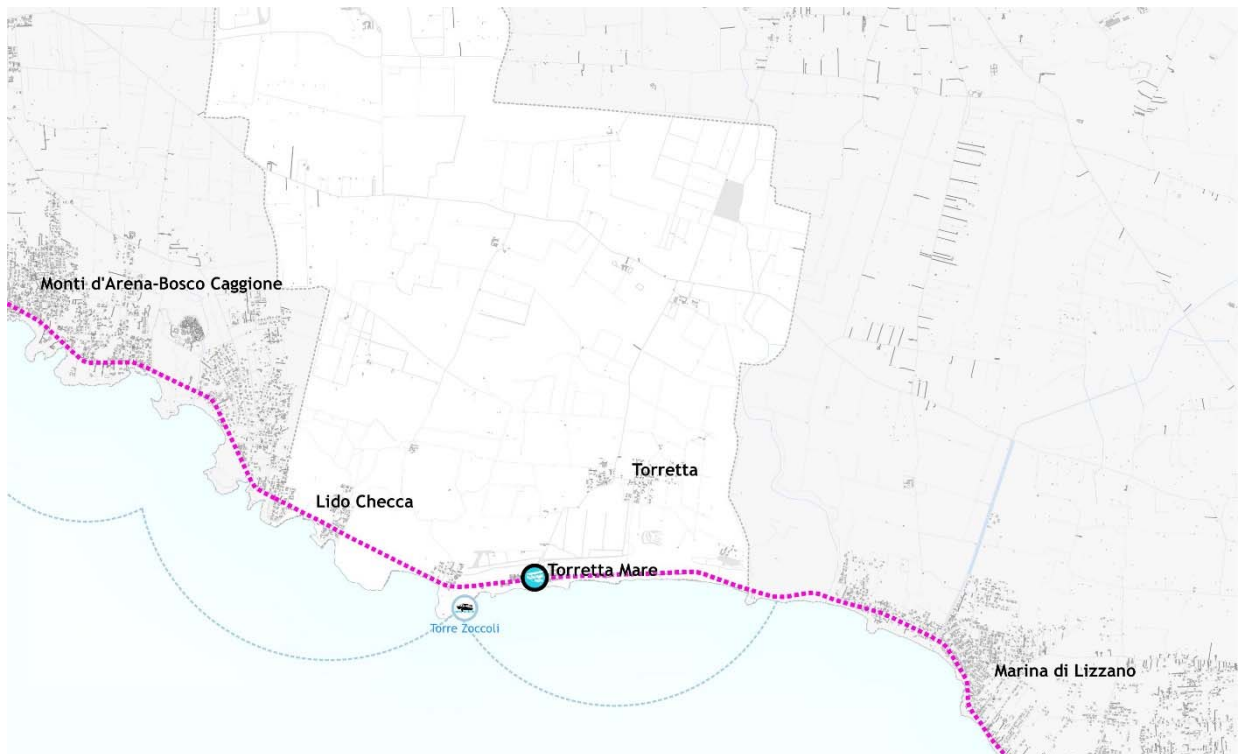 Monti d'Arena-Bosco Caggione
Torretta
Lido Checca
Torretta Mare
Torre Zoccoli
Marina di Lizzano